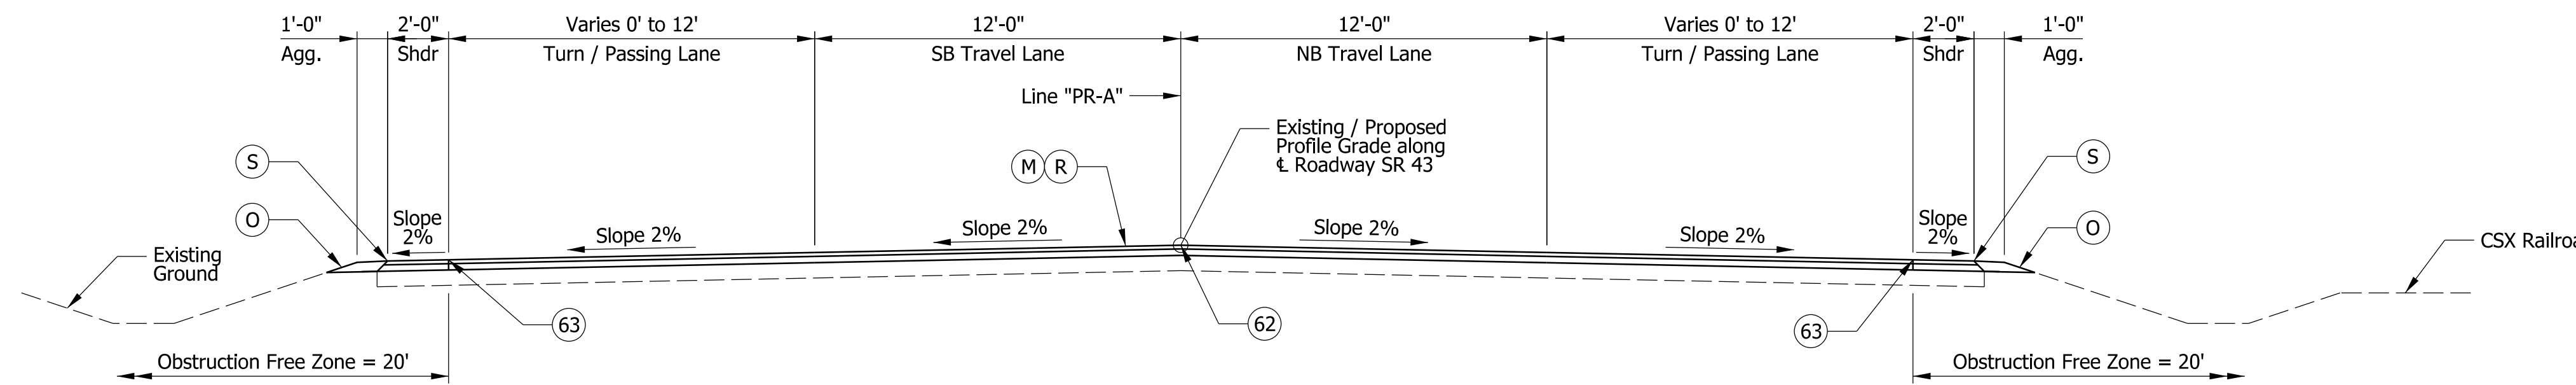 1'-0" 2'-0" Varies 0' to 12' 12'-0" 12'-0" Varies 0' to 12' 2'-0" 1'-0"
Agg. Shdr Turn / Passing Lane SB Travel Lane NB Travel Lane Turn / Passing Lane Shdr Agg.
Line "PR-A"
Existing / Proposed
Profile Grade along
℄ Roadway SR 43
S
M R
S
O
Slope
2%
Slope 2%
Slope 2%
Slope 2%
Slope 2%
Slope
2%
O
Existing
Ground
CSX Railroa
63
62
63
Obstruction Free Zone = 20'
Obstruction Free Zone = 20'